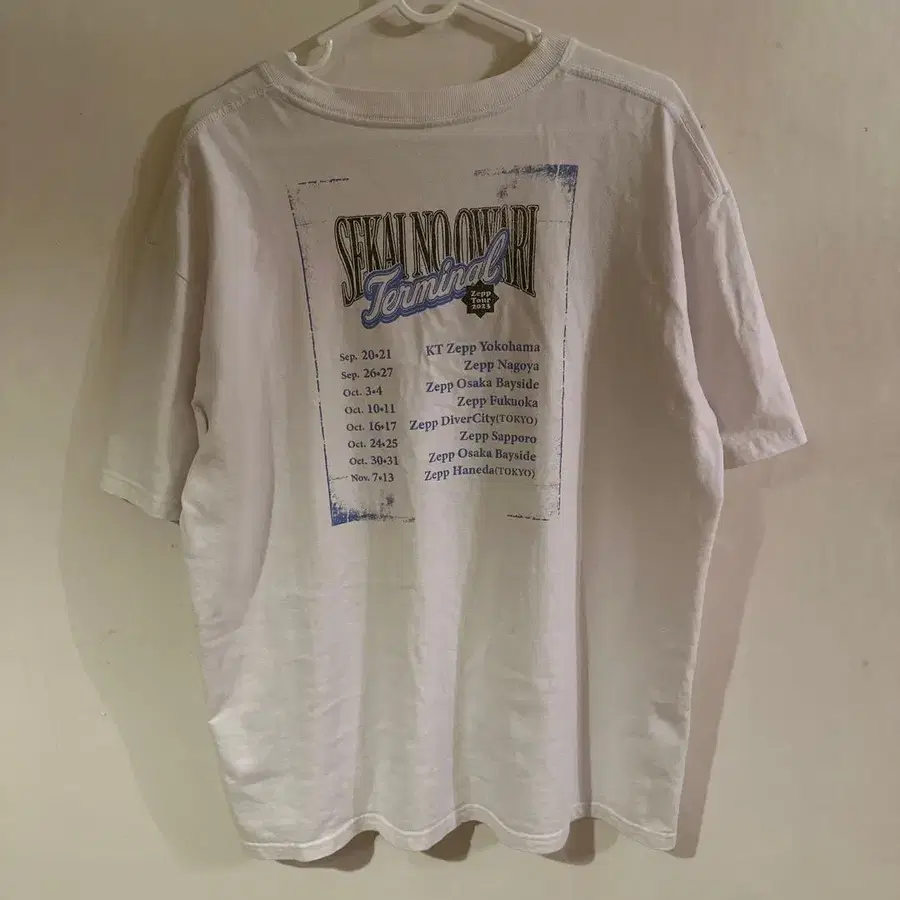 SEKAI NO OWARI
Terminal
Zepp
Tour
2023
Sep. 20•21 KT Zepp Yokohama
Sep. 26•27 Zepp Nagoya
Oct. 3•4 Zepp Osaka Bayside
Oct. 10•11 Zepp Fukuoka
Oct. 16•17 Zepp DiverCity(TOKYO)
Oct. 24•25 Zepp Sapporo
Oct. 30•31 Zepp Osaka Bayside
Nov. 7•13 Zepp Haneda(TOKYO)